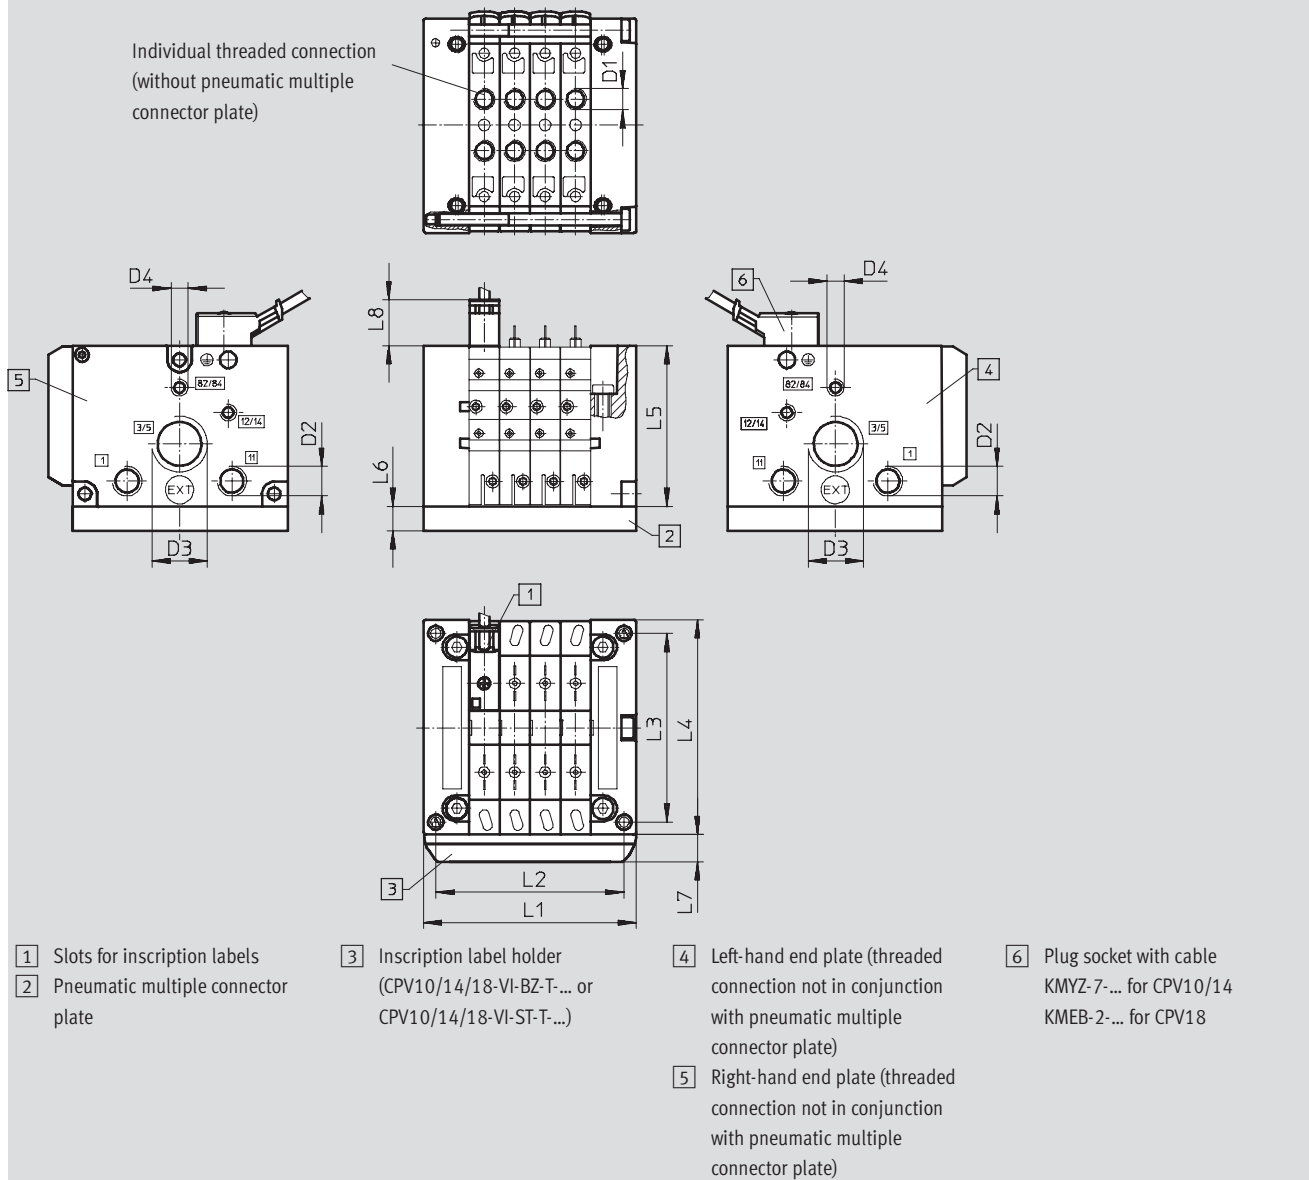 Individual threaded connection
(without pneumatic multiple
connector plate)
D1
D4
L8
6
D4
5
82/84
12/14
3/5
1
11
EXT
D2
D3
L6
L5
2
82/84
12/14
3/5
11
1
EXT
4
D2
D3
1
L3
L4
3
L2
L1
L7
1 Slots for inscription labels
2 Pneumatic multiple connector
plate
3 Inscription label holder
(CPV10/14/18-VI-BZ-T-... or
CPV10/14/18-VI-ST-T-...)
4 Left-hand end plate (threaded
connection not in conjunction
with pneumatic multiple
connector plate)
5 Right-hand end plate (threaded
connection not in conjunction
with pneumatic multiple
connector plate)
6 Plug socket with cable
KMYZ-7-... for CPV10/14
KMEB-2-... for CPV18